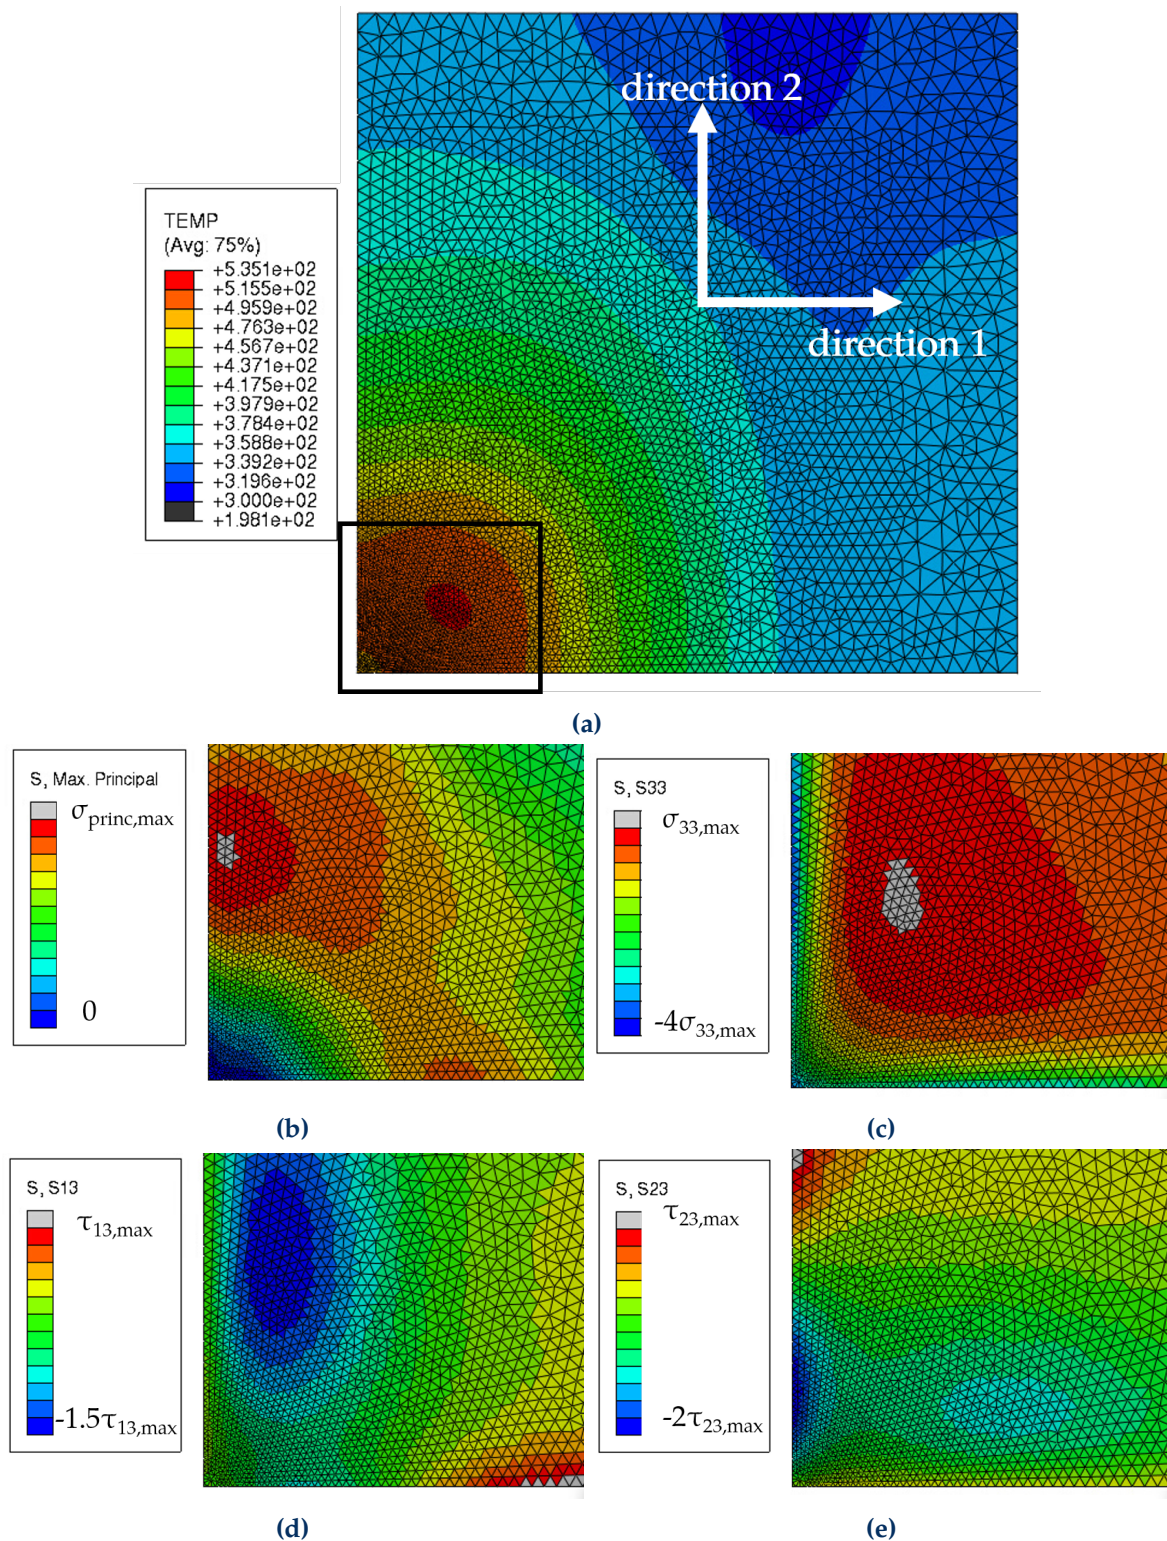 direction 2
direction 1
TEMP
(Avg: 75%)
+5.351e+02
+5.155e+02
+4.959e+02
+4.763e+02
+4.567e+02
+4.371e+02
+4.175e+02
+3.979e+02
+3.784e+02
+3.588e+02
+3.392e+02
+3.196e+02
+3.000e+02
+1.981e+02
(a)
S, Max. Principal
σprinc,max
0
(b)
S, S33
σ33,max
-4σ33,max
(c)
S, S13
τ13,max
-1.5τ13,max
(d)
S, S23
τ23,max
-2τ23,max
(e)